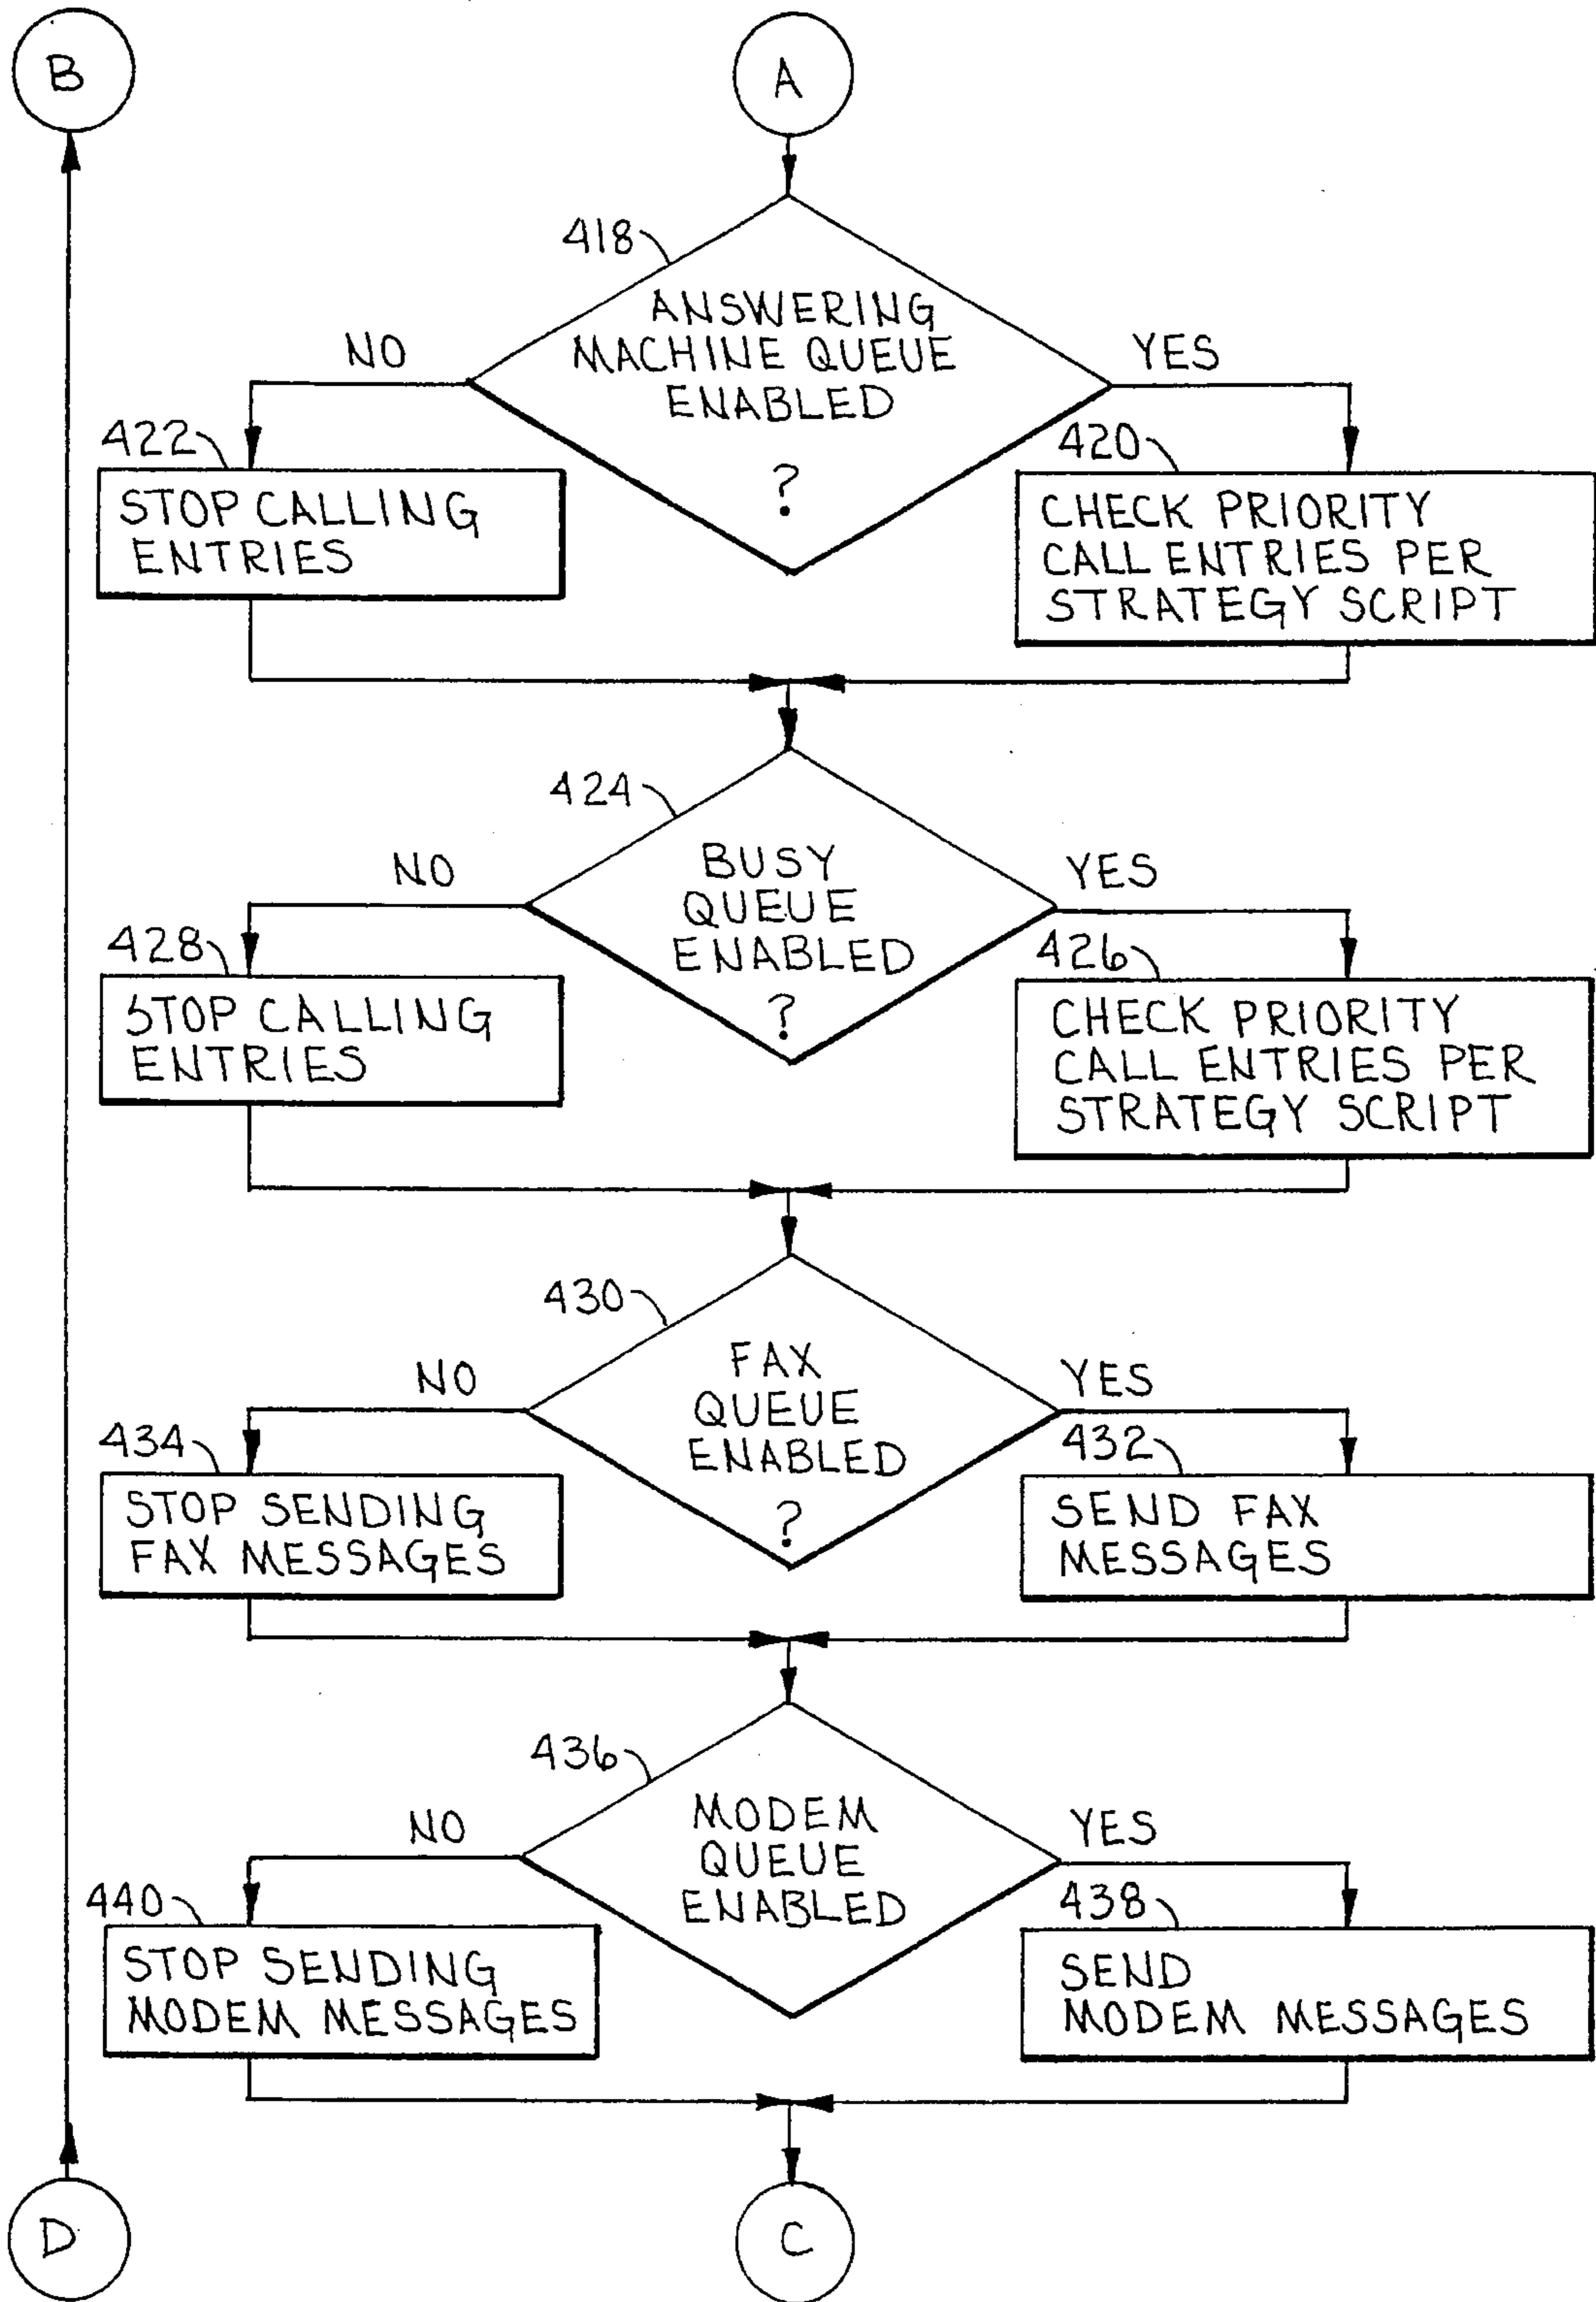 B
A
418
ANSWERING
MACHINE QUEUE
ENABLED
?
NO
YES
422
STOP CALLING
ENTRIES
420
CHECK PRIORITY
CALL ENTRIES PER
STRATEGY SCRIPT
424
BUSY
QUEUE
ENABLED
?
NO
YES
428
STOP CALLING
ENTRIES
426
CHECK PRIORITY
CALL ENTRIES PER
STRATEGY SCRIPT
430
FAX
QUEUE
ENABLED
?
NO
YES
434
STOP SENDING
FAX MESSAGES
432
SEND FAX
MESSAGES
436
MODEM
QUEUE
ENABLED
NO
YES
440
STOP SENDING
MODEM MESSAGES
438
SEND
MODEM MESSAGES
D
C